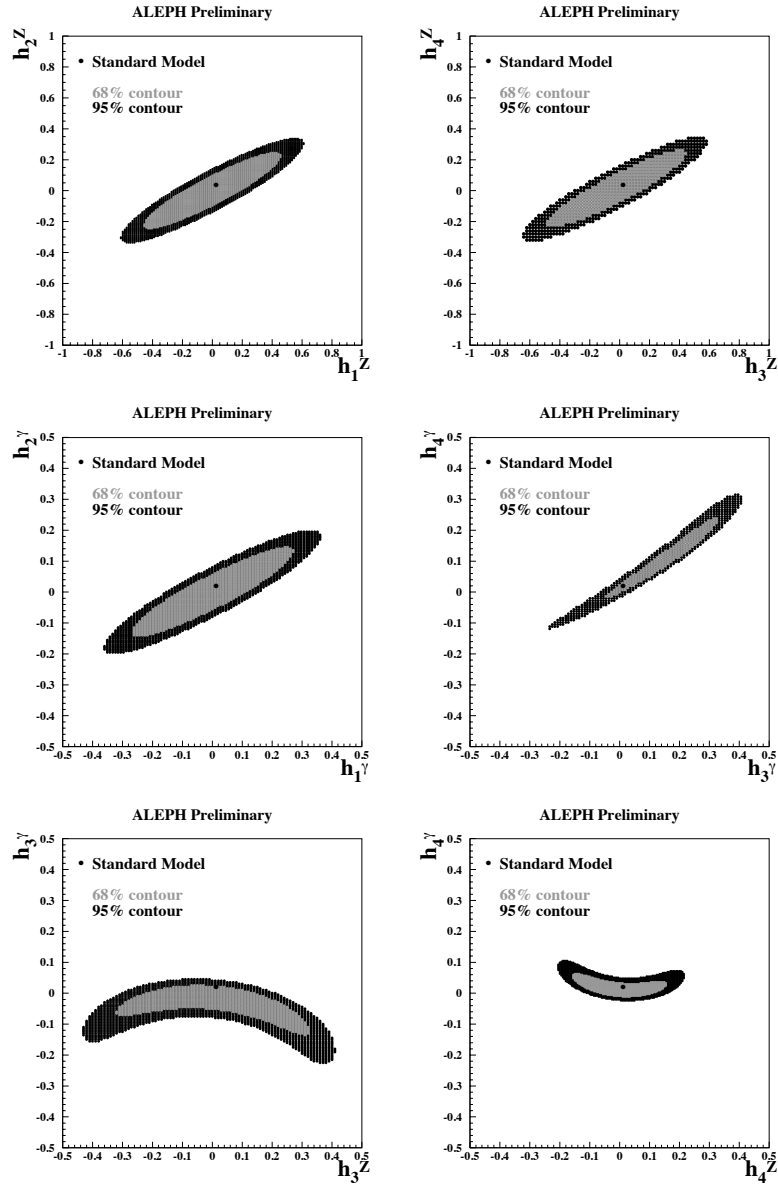 ALEPH Preliminary
h₂ᶻ
• Standard Model
68% contour
95% contour
1
0.8
0.6
0.4
0.2
0
-0.2
-0.4
-0.6
-0.8
-1
-1 -0.8 -0.6 -0.4 -0.2 0 0.2 0.4 0.6 0.8 1
h₁ᶻ
ALEPH Preliminary
h₄ᶻ
• Standard Model
68% contour
95% contour
1
0.8
0.6
0.4
0.2
0
-0.2
-0.4
-0.6
-0.8
-1
-1 -0.8 -0.6 -0.4 -0.2 0 0.2 0.4 0.6 0.8 1
h₃ᶻ
ALEPH Preliminary
h₂ᵞ
• Standard Model
68% contour
95% contour
0.5
0.4
0.3
0.2
0.1
0
-0.1
-0.2
-0.3
-0.4
-0.5
-0.5 -0.4 -0.3 -0.2 -0.1 0 0.1 0.2 0.3 0.4 0.5
h₁ᵞ
ALEPH Preliminary
h₄ᵞ
• Standard Model
68% contour
95% contour
0.5
0.4
0.3
0.2
0.1
0
-0.1
-0.2
-0.3
-0.4
-0.5
-0.5 -0.4 -0.3 -0.2 -0.1 0 0.1 0.2 0.3 0.4 0.5
h₃ᵞ
ALEPH Preliminary
h₃ᵞ
• Standard Model
68% contour
95% contour
0.5
0.4
0.3
0.2
0.1
0
-0.1
-0.2
-0.3
-0.4
-0.5
-0.5 -0.4 -0.3 -0.2 -0.1 0 0.1 0.2 0.3 0.4 0.5
h₃ᶻ
ALEPH Preliminary
h₄ᵞ
• Standard Model
68% contour
95% contour
0.5
0.4
0.3
0.2
0.1
0
-0.1
-0.2
-0.3
-0.4
-0.5
-0.5 -0.4 -0.3 -0.2 -0.1 0 0.1 0.2 0.3 0.4 0.5
h₄ᶻ